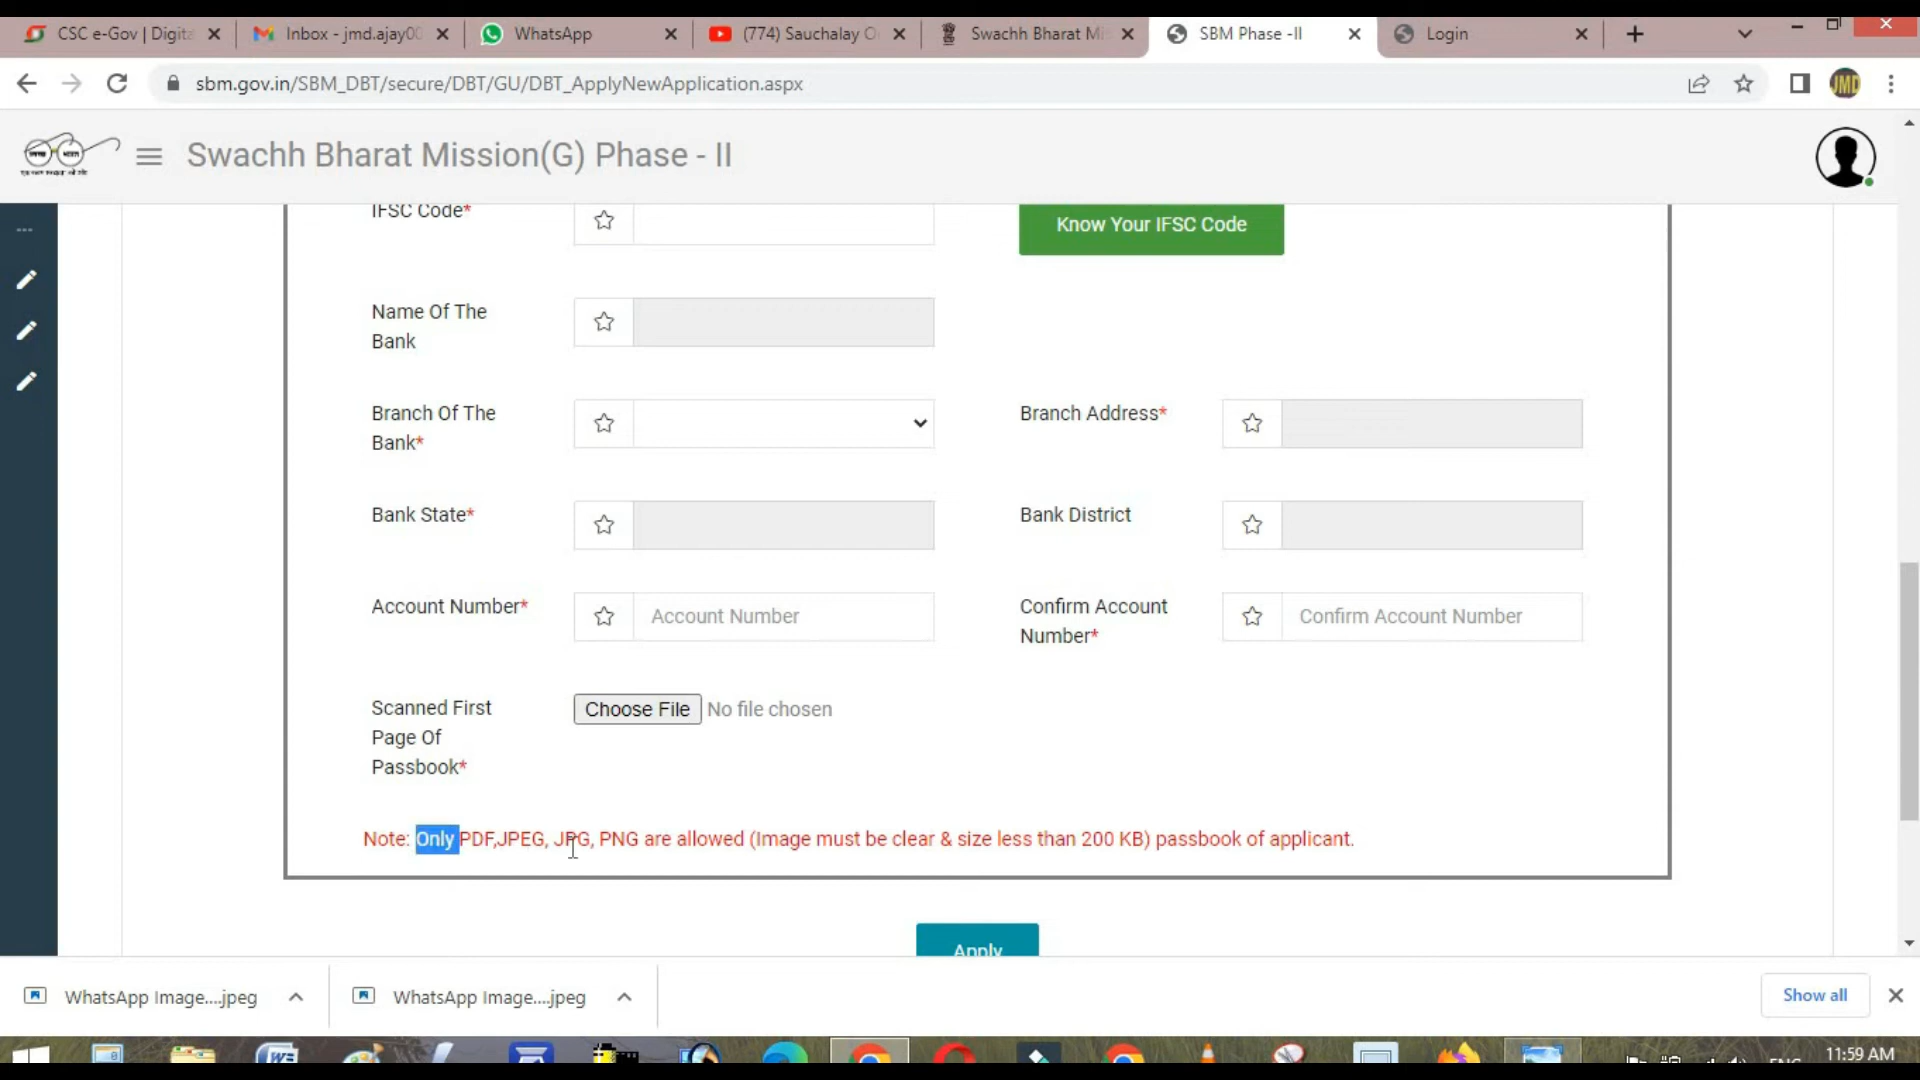 CSC e-Gov | Digita
Inbox - jmd.ajay00
WhatsApp
(774) Sauchalay O
Swachh Bharat Mi
SBM Phase -II
Login
sbm.gov.in/SBM_DBT/secure/DBT/GU/DBT_ApplyNewApplication.aspx
JMD
Swachh Bharat Mission(G) Phase - II
IFSC Code*
Know Your IFSC Code
Name Of The
Bank
Branch Of The
Bank*
Branch Address*
Bank State*
Bank District
Account Number*
Account Number
Confirm Account
Number*
Confirm Account Number
Scanned First
Page Of
Passbook*
Choose File No file chosen
Note: Only PDF,JPEG, JPG, PNG are allowed (Image must be clear & size less than 200 KB) passbook of applicant.
Apply
WhatsApp Image....jpeg
WhatsApp Image....jpeg
Show all
ENG
11:59 AM